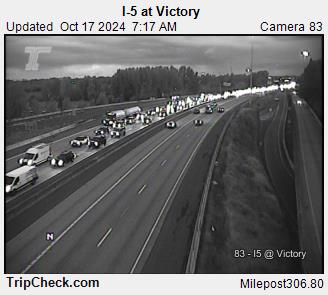 I-5 at Victory
Updated Oct 17 2024 7:17 AM Camera 83
T
N
83 - I5 @ Victory
TripCheck.com Milepost306.80